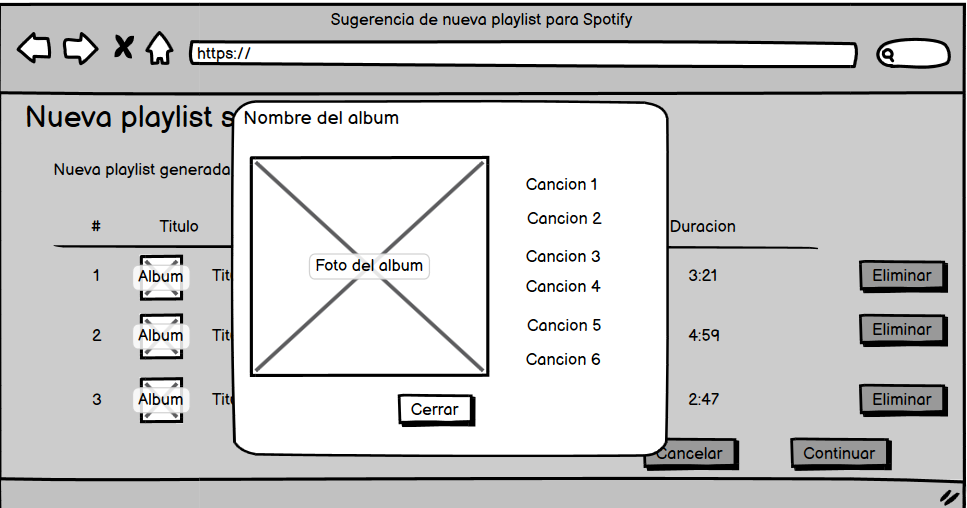 Sugerencia de nueva playlist para Spotify
https://
Nueva playlist s
Nombre del album
Nueva playlist generada
Foto del album
Cancion 1
Cancion 2
Cancion 3
Cancion 4
Cancion 5
Cancion 6
Cerrar
# Titulo Duracion
1 Album Tit 3:21 Eliminar
2 Album Tit 4:59 Eliminar
3 Album Titu 2:47 Eliminar
Cancelar Continuar